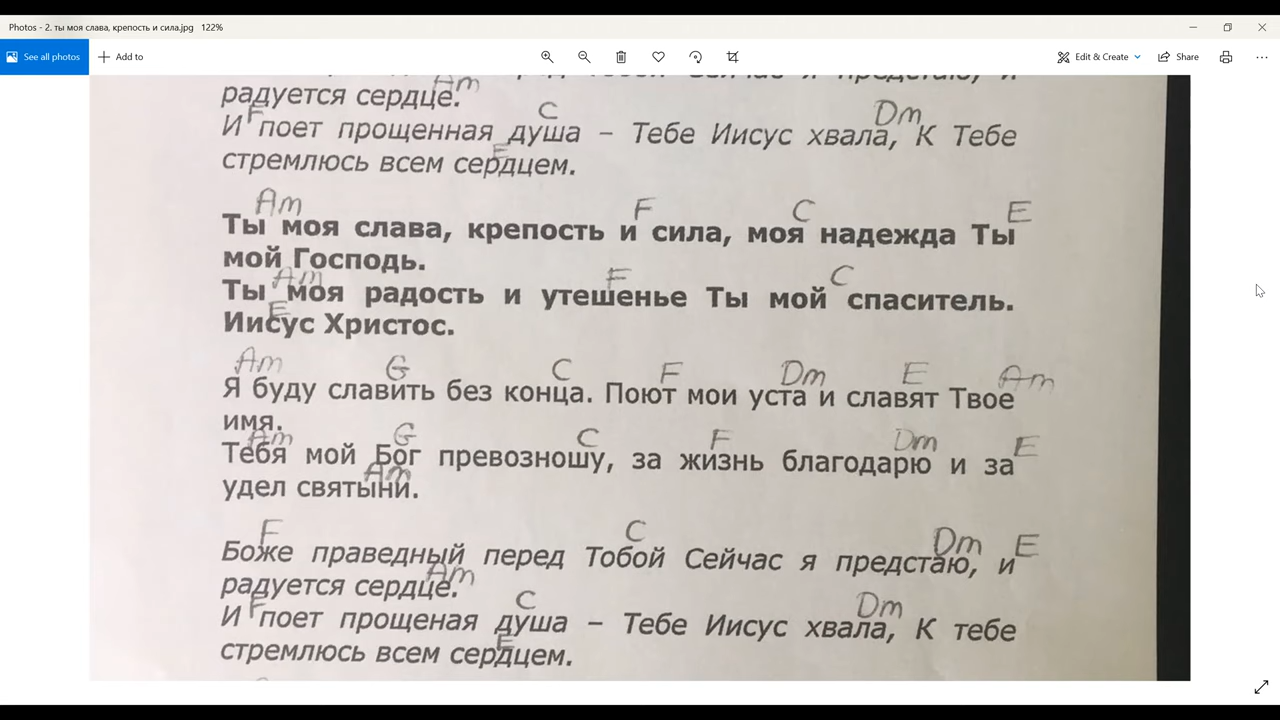 Photos - 2. ты моя слава, крепость и сила.jpg 122%
See all photos Add to Edit & Create Share
Сейчас я предстаю, и
Am
радуется сердце.
F C Dm
И поет прощенная душа – Тебе Иисус хвала, К Тебе
E
стремлюсь всем сердцем.
Am F C E
Ты моя слава, крепость и сила, моя надежда Ты
мой Господь.
Am F C
Ты моя радость и утешенье Ты мой спаситель.
E
Иисус Христос.
Am G C F Dm E Am
Я буду славить без конца. Поют мои уста и славят Твое
имя.
Am G C F Dm E
Тебя мой Бог превозношу, за жизнь благодарю и за
Am
удел святыни.
F C Dm E
Боже праведный перед Тобой Сейчас я предстаю, и
Am
радуется сердце.
F C Dm
И поет прощеная душа – Тебе Иисус хвала, К тебе
E
стремлюсь всем сердцем.